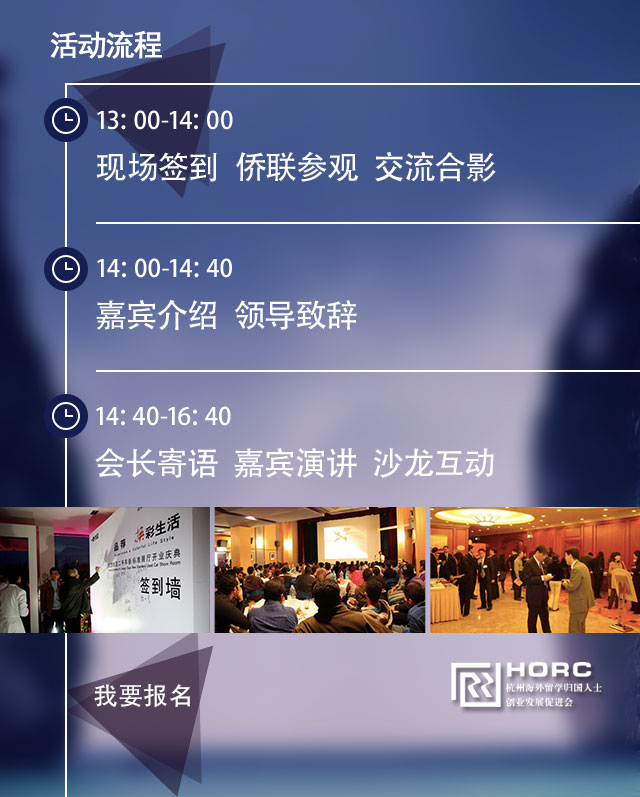 活动流程
13: 00-14: 00
现场签到 侨联参观 交流合影
14: 00-14: 40
嘉宾介绍 领导致辞
14: 40-16: 40
会长寄语 嘉宾演讲 沙龙互动
彩生活
签到墙
我要报名
HORC
杭州海外留学归国人士
创业发展促进会